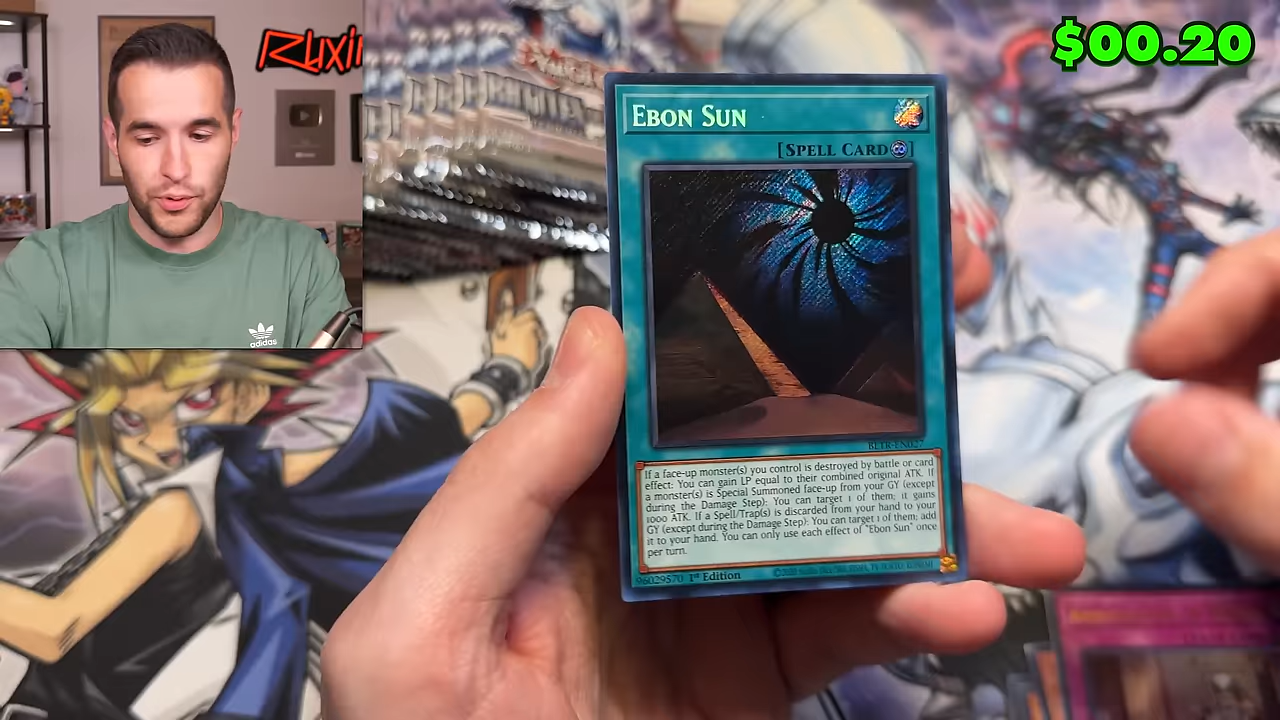 RUXI
$00.20
EBON SUN
[SPELL CARD]
BLTR-EN027
If a face-up monster(s) you control is destroyed by battle or card
effect: You can gain LP equal to their combined original ATK. If
a monster(s) is Special Summoned face-up from your GY (except
during the Damage Step): You can target 1 of them; it gains
1000 ATK. If a Spell/Trap(s) is discarded from your hand to your
GY (except during the Damage Step): You can target 1 of them; add
it to your hand. You can only use each effect of "Ebon Sun" once
per turn.
96029570 1st Edition
adidas